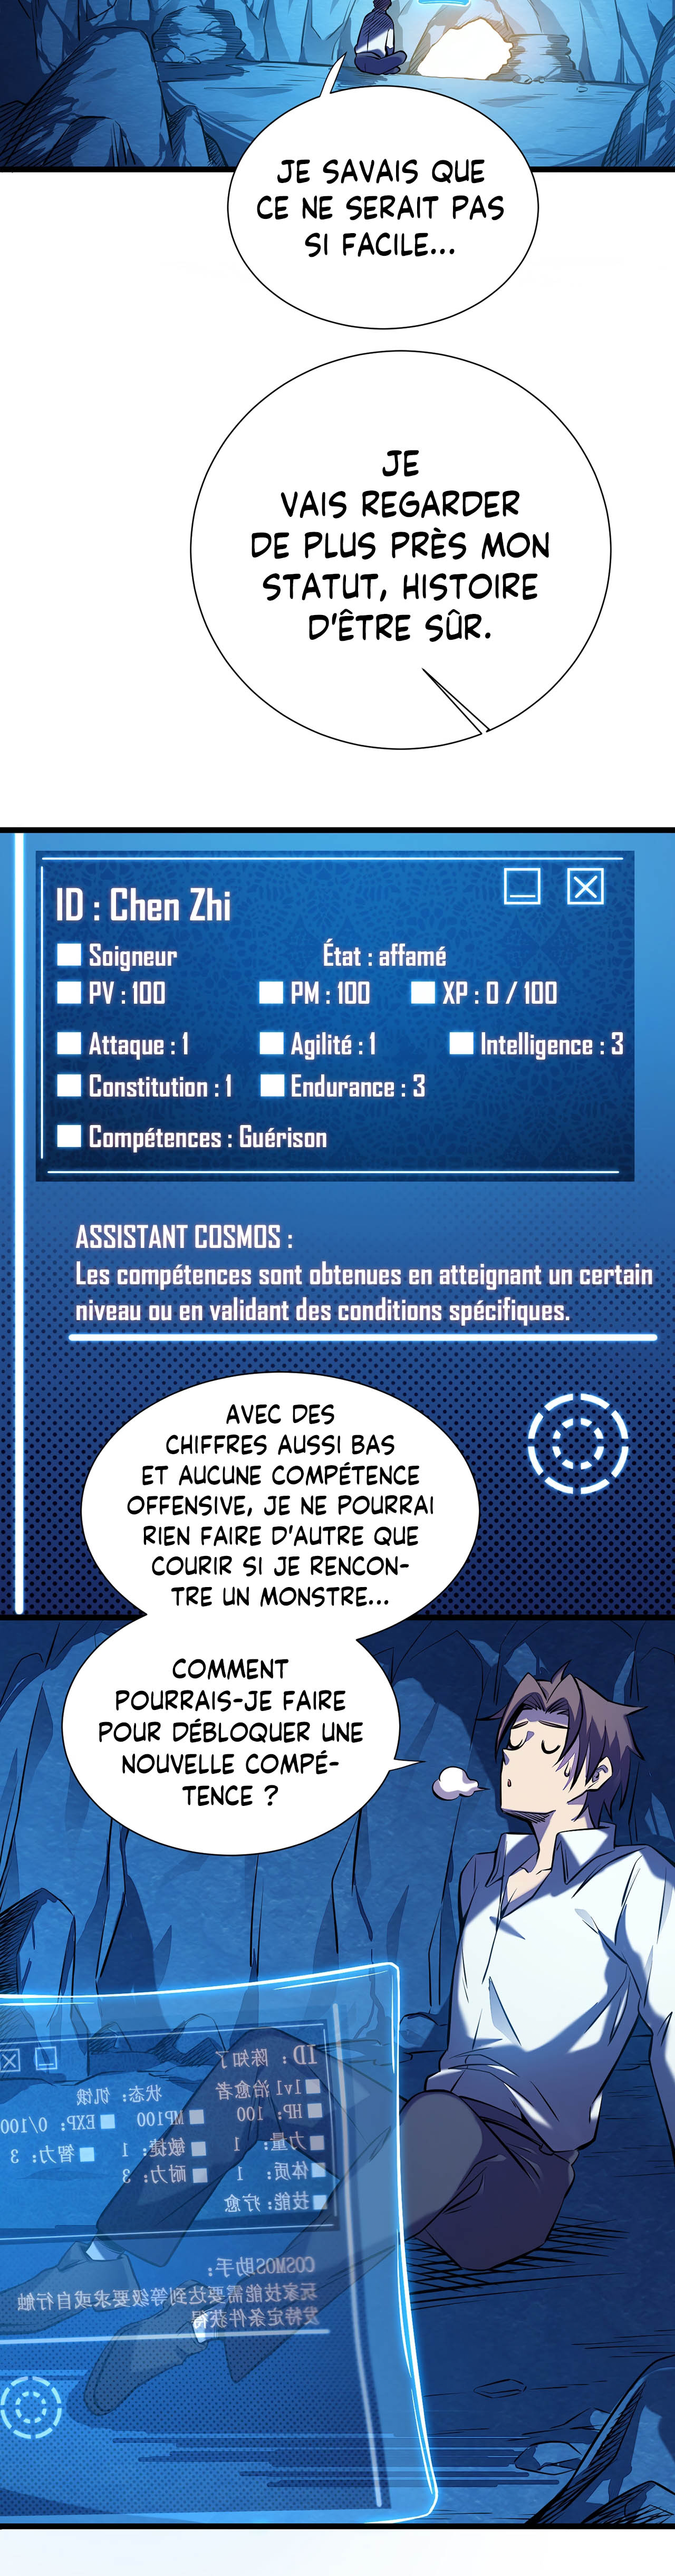 JE SAVAIS QUE
CE NE SERAIT PAS
SI FACILE...
JE
VAIS REGARDER
DE PLUS PRÈS MON
STATUT, HISTOIRE
D'ÊTRE SÛR.
ID : Chen Zhi
Soigneur État : affamé
PV : 100 PM : 100 XP : 0 / 100
Attaque : 1 Agilité : 1 Intelligence : 3
Constitution : 1 Endurance : 3
Compétences : Guérison
ASSISTANT COSMOS :
Les compétences sont obtenues en atteignant un certain
niveau ou en validant des conditions spécifiques.
AVEC DES
CHIFFRES AUSSI BAS
ET AUCUNE COMPÉTENCE
OFFENSIVE, JE NE POURRAI
RIEN FAIRE D'AUTRE QUE
COURIR SI JE RENCON-
TRE UN MONSTRE...
COMMENT
POURRAIS-JE FAIRE
POUR DÉBLOQUER UNE
NOUVELLE COMPÉ-
TENCE ?
ID: 陈知了
lv1 治愈者 状态: 饥饿
HP: 100 MP100 EXP: 0/100
力量: 1 敏捷: 1 智力: 3
体质: 1 耐力: 3
技能: 疗愈
COSMOS助手:
玩家技能需要达到等级要求或自行触
发特定条件获得